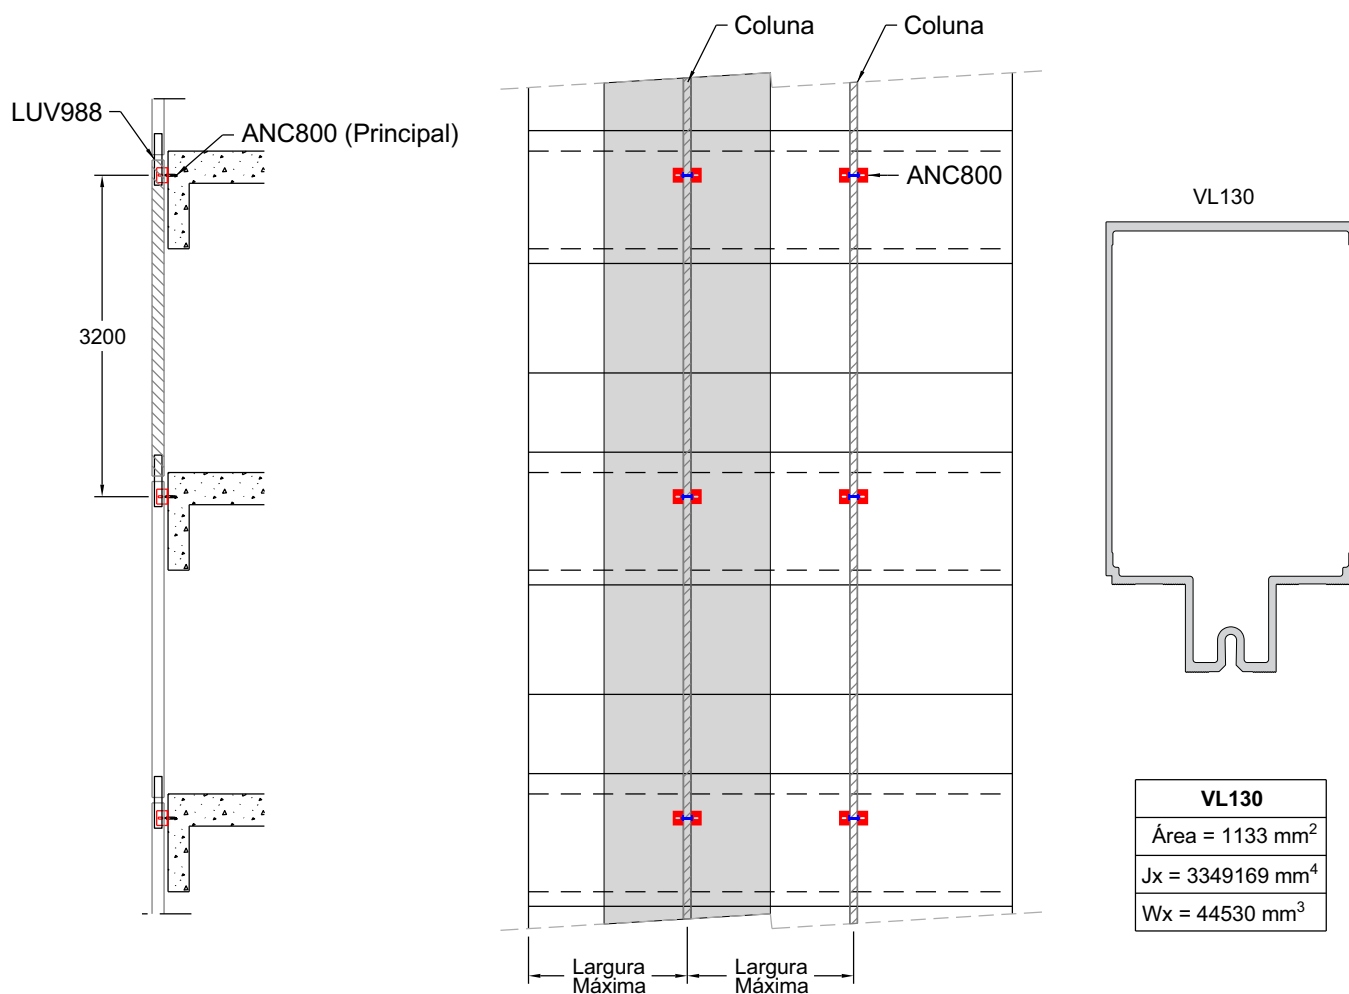 Coluna
Coluna
LUV988
ANC800 (Principal)
ANC800
VL130
3200
VL130
Área = 1133 mm²
Jx = 3349169 mm⁴
Wx = 44530 mm³
Largura
Máxima
Largura
Máxima